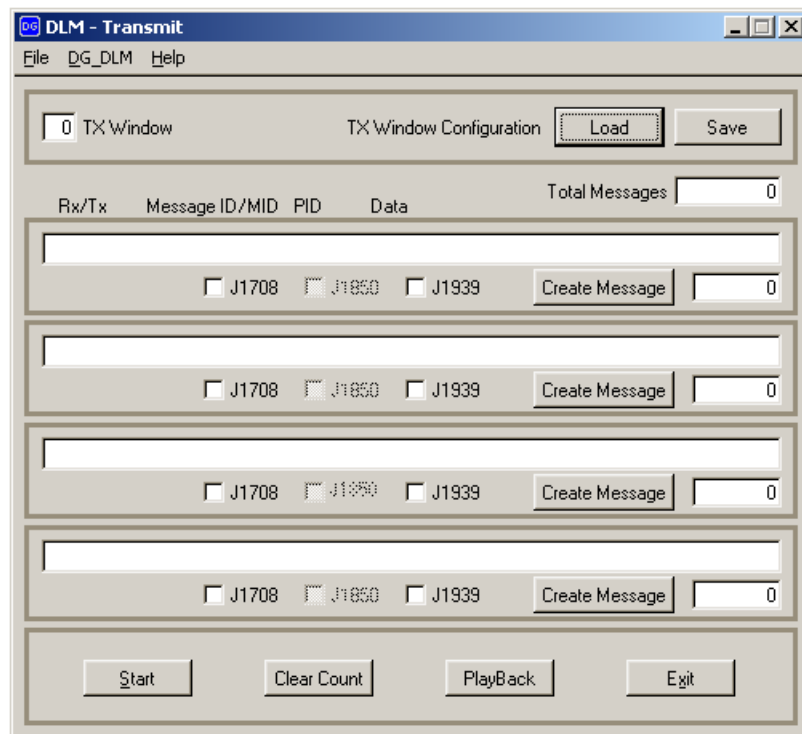 DG DLM - Transmit
File DG_DLM Help
0 TX Window TX Window Configuration Load Save
Total Messages 0
Rx/Tx Message ID/MID PID Data
J1708 J1850 J1939 Create Message 0
J1708 J1850 J1939 Create Message 0
J1708 J1850 J1939 Create Message 0
J1708 J1850 J1939 Create Message 0
Start Clear Count PlayBack Exit